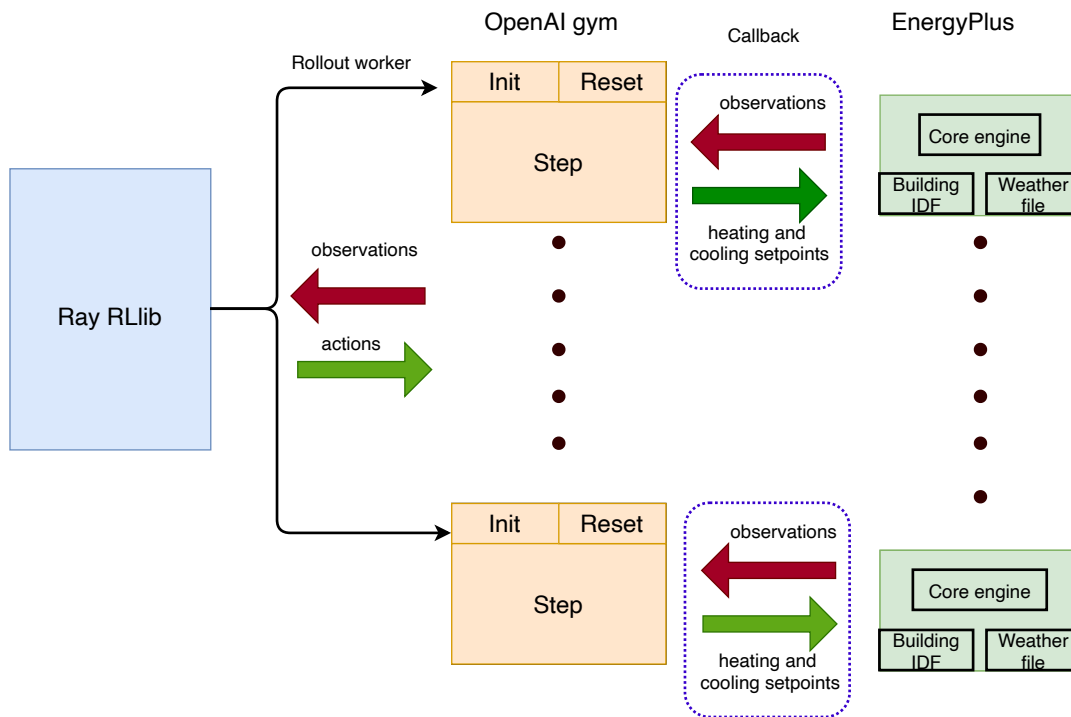 OpenAI gym
Callback
EnergyPlus
Rollout worker
Init
Reset
Step
observations
heating and
cooling setpoints
Core engine
Building
IDF
Weather
file
Ray RLlib
observations
actions
Init
Reset
Step
observations
heating and
cooling setpoints
Core engine
Building
IDF
Weather
file